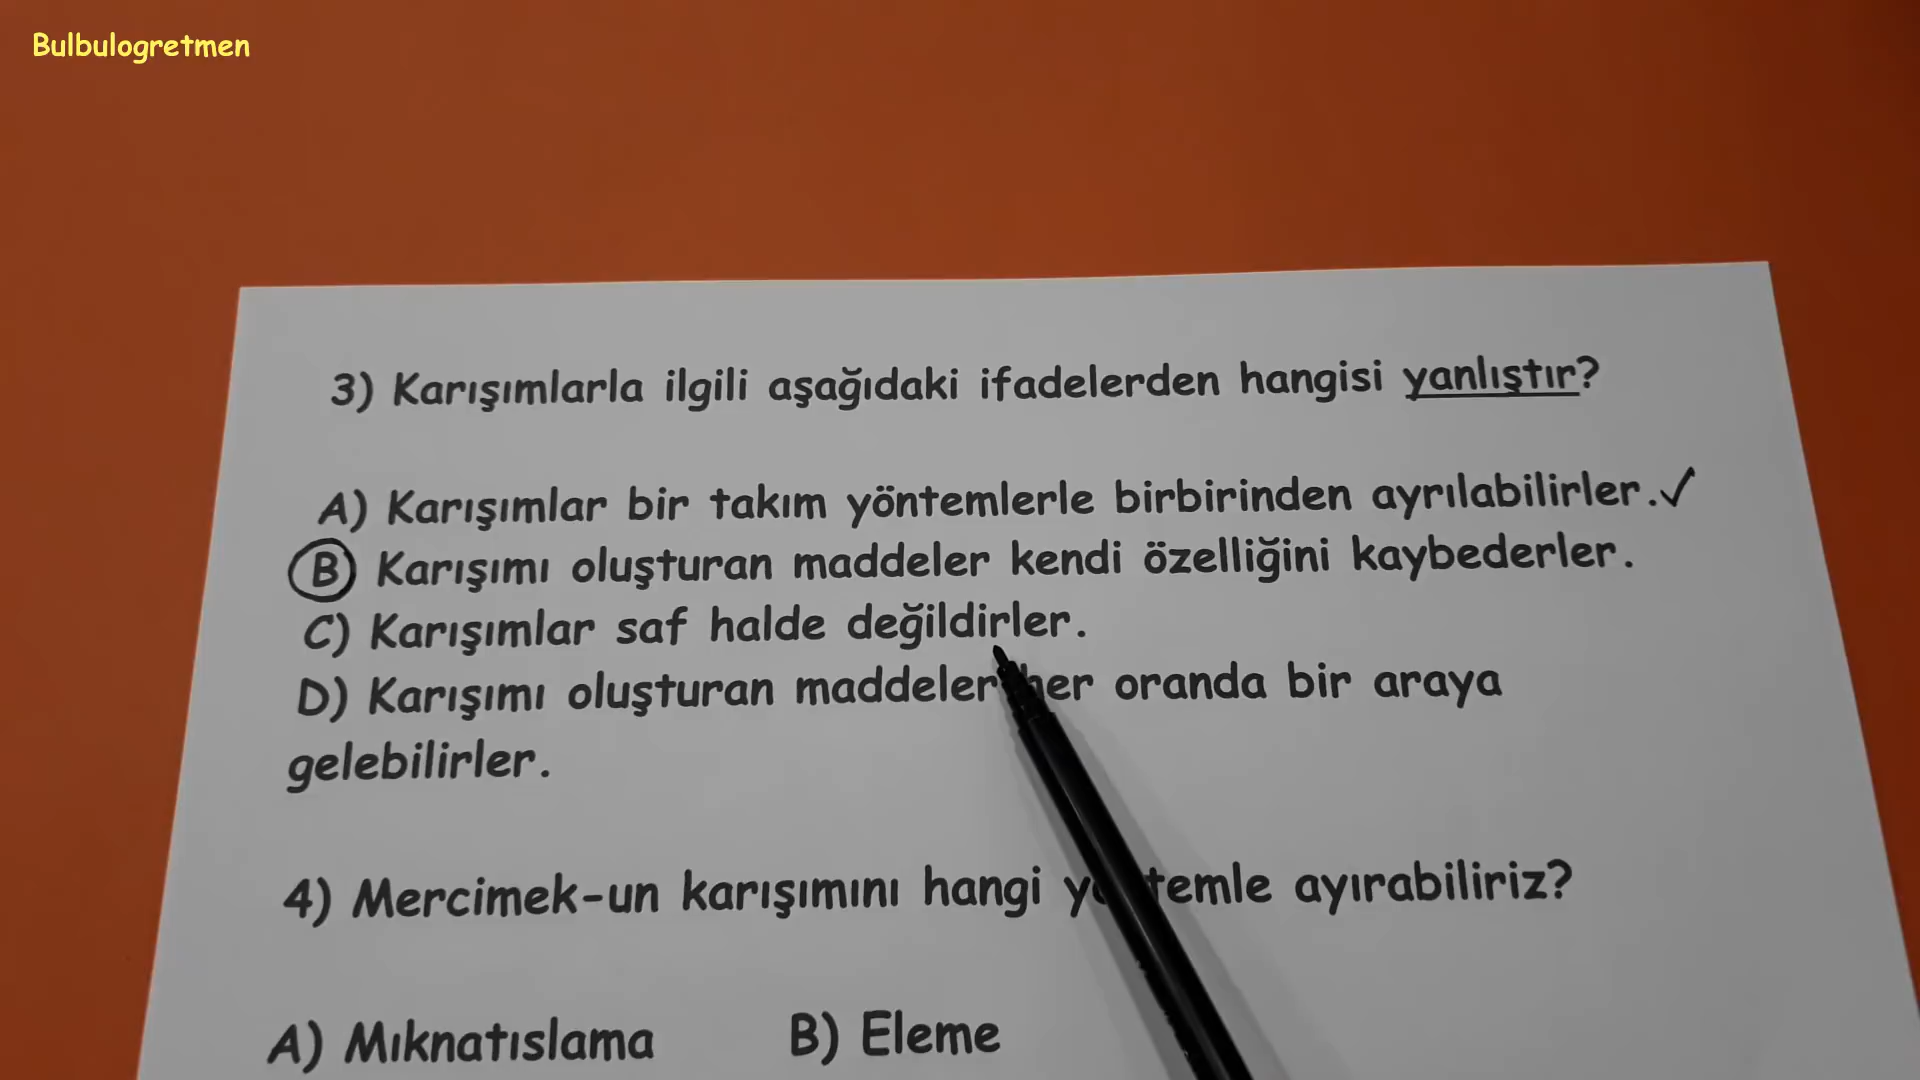 Bulbulogretmen
3) Karışımlarla ilgili aşağıdaki ifadelerden hangisi yanlıştır?
A) Karışımlar bir takım yöntemlerle birbirinden ayrılabilirler.✓
B) Karışımı oluşturan maddeler kendi özelliğini kaybederler.
C) Karışımlar saf halde değildirler.
D) Karışımı oluşturan maddeler her oranda bir araya
gelebilirler.
4) Mercimek-un karışımını hangi yöntemle ayırabiliriz?
A) Mıknatıslama B) Eleme